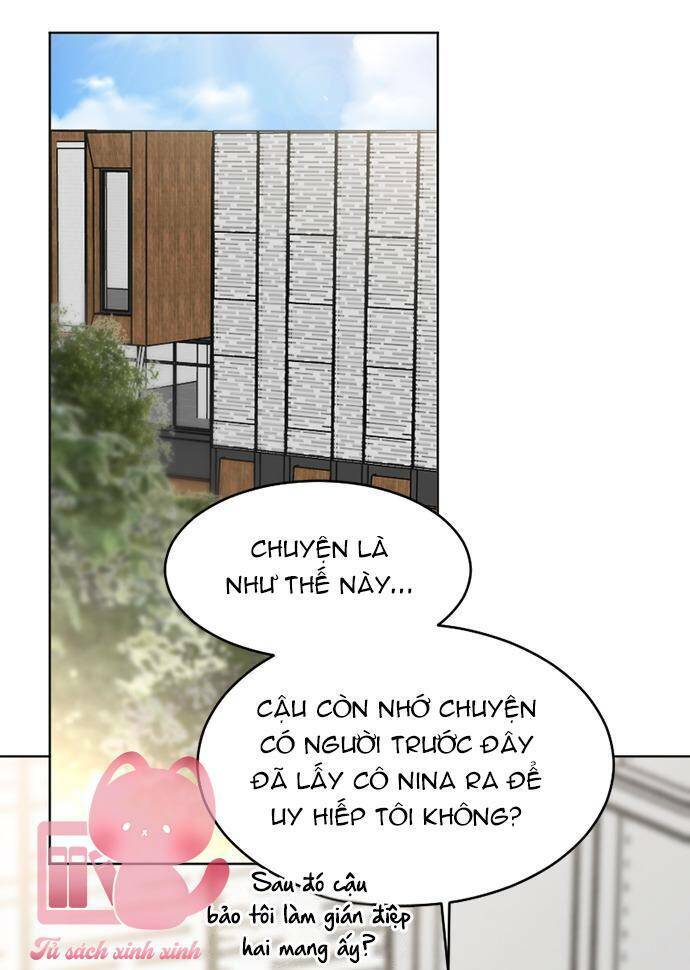 CHUYỆN LÀ
NHƯ THẾ NÀY...
CẬU CÒN NHỚ CHUYỆN
CÓ NGƯỜI TRƯỚC ĐÂY
ĐÃ LẤY CÔ NINA RA ĐỂ
UY HIẾP TÔI KHÔNG?
Sau đó cậu
bảo tôi làm gián điệp
hai mang ấy?
Tủ sách xinh xinh